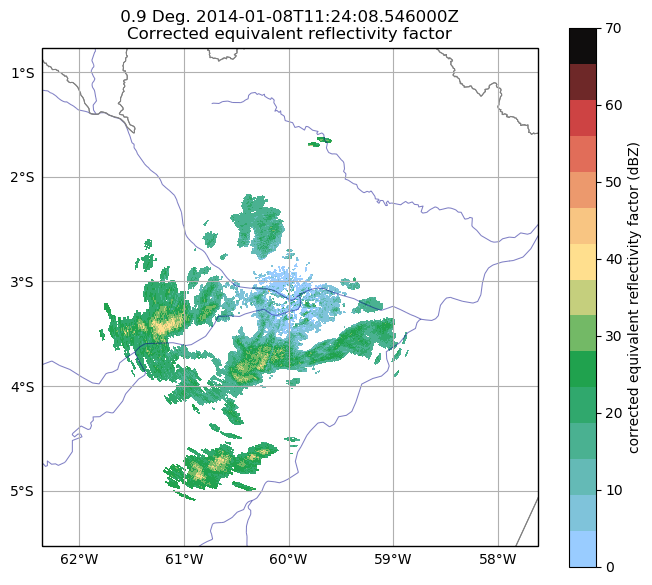 0.9 Deg. 2014-01-08T11:24:08.546000Z
Corrected equivalent reflectivity factor
1°S
2°S
3°S
4°S
5°S
62°W 61°W 60°W 59°W 58°W
70
60
50
40
30
20
10
0
corrected equivalent reflectivity factor (dBZ)